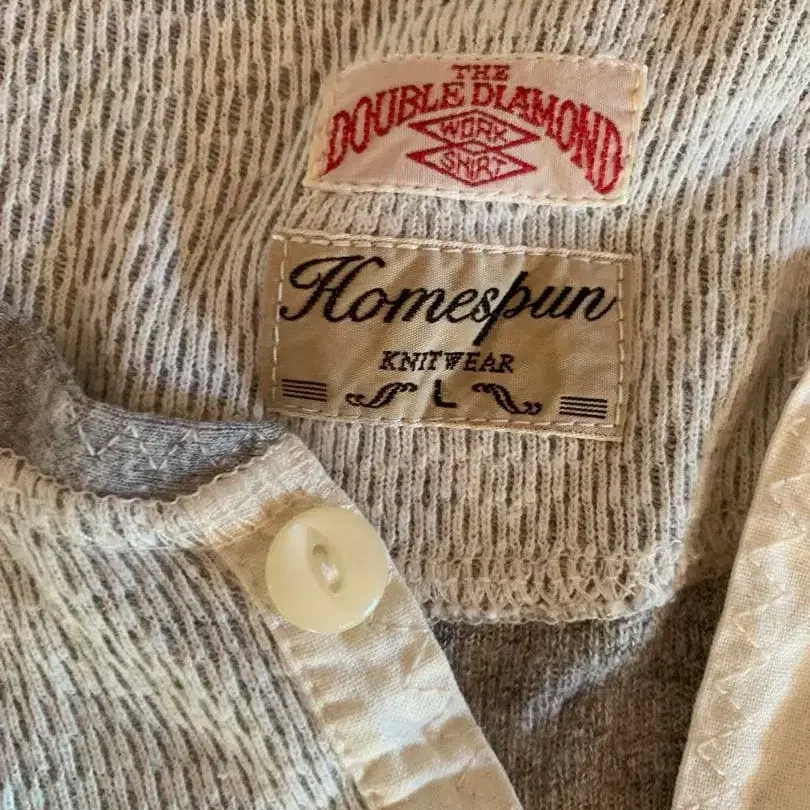 THE
DOUBLE DIAMOND
WORK
SHIRT
Homespun
KNITWEAR
L